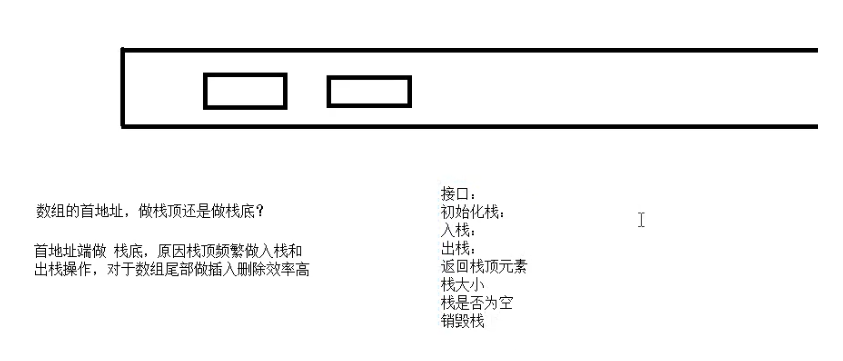 数组的首地址，做栈顶还是做栈底？
首地址端做 栈底，原因栈顶频繁做入栈和
出栈操作，对于数组尾部做插入删除效率高
接口：
初始化栈：
入栈：
出栈：
返回栈顶元素
栈大小
栈是否为空
销毁栈